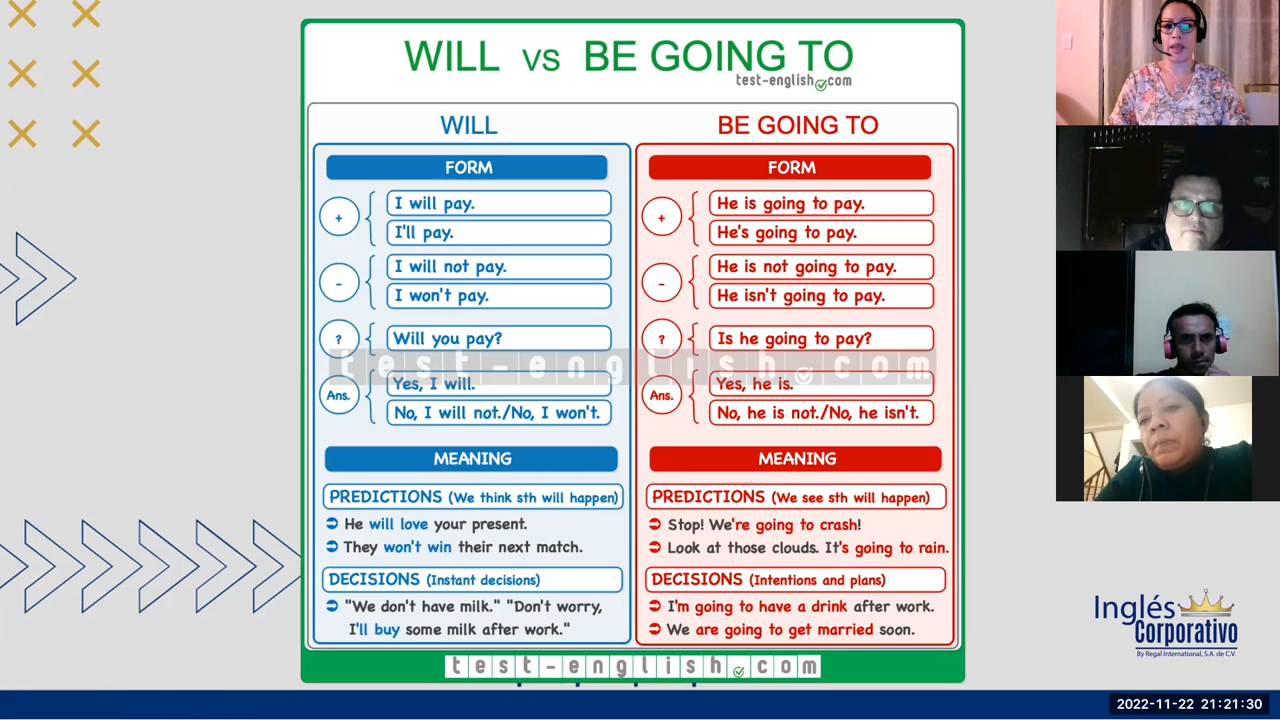 WILL VS BE GOING TO
test-english.com
WILL
FORM
+
I will pay.
I'll pay.
-
I will not pay.
I won't pay.
?
Will you pay?
Ans.
Yes, I will.
No, I will not./No, I won't.
MEANING
PREDICTIONS (We think sth will happen)
He will love your present.
They won't win their next match.
DECISIONS (Instant decisions)
"We don't have milk." "Don't worry,
I'll buy some milk after work."
BE GOING TO
FORM
+
He is going to pay.
He's going to pay.
-
He is not going to pay.
He isn't going to pay.
?
Is he going to pay?
Ans.
Yes, he is.
No, he is not./No, he isn't.
MEANING
PREDICTIONS (We see sth will happen)
Stop! We're going to crash!
Look at those clouds. It's going to rain.
DECISIONS (Intentions and plans)
I'm going to have a drink after work.
We are going to get married soon.
test-english.com
test-english.com
Inglés
Corporativo
By Regal International, S.A. de C.V.
2022-11-22 21:21:30